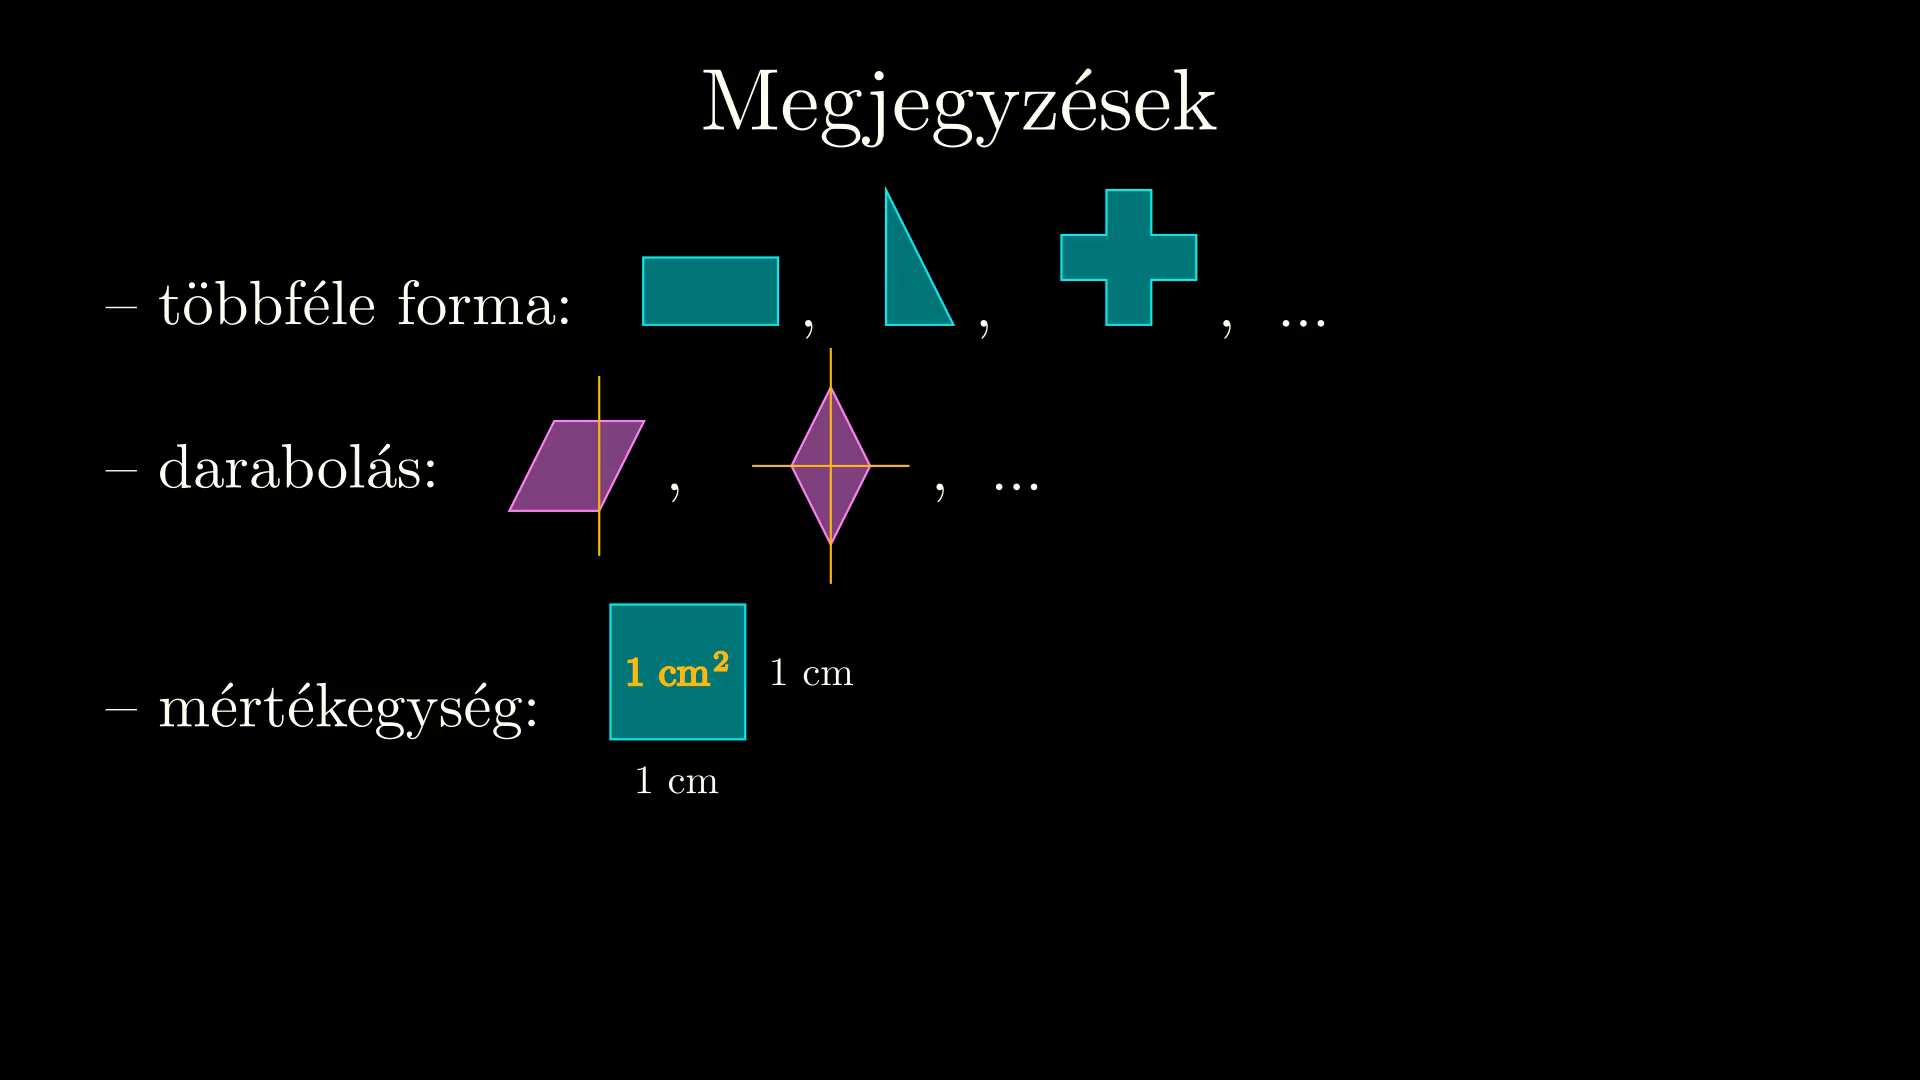 Megjegyzések
– többféle forma: , , , ...
– darabolás: , , ...
– mértékegység: 1 cm² 1 cm
1 cm